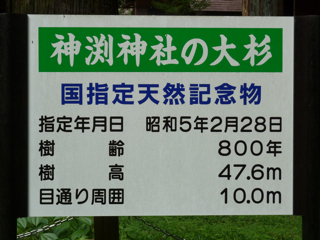 神渕神社の大杉
国指定天然記念物
指定年月日 昭和5年2月28日
樹齢 800年
樹高 47.6m
目通り周囲 10.0m